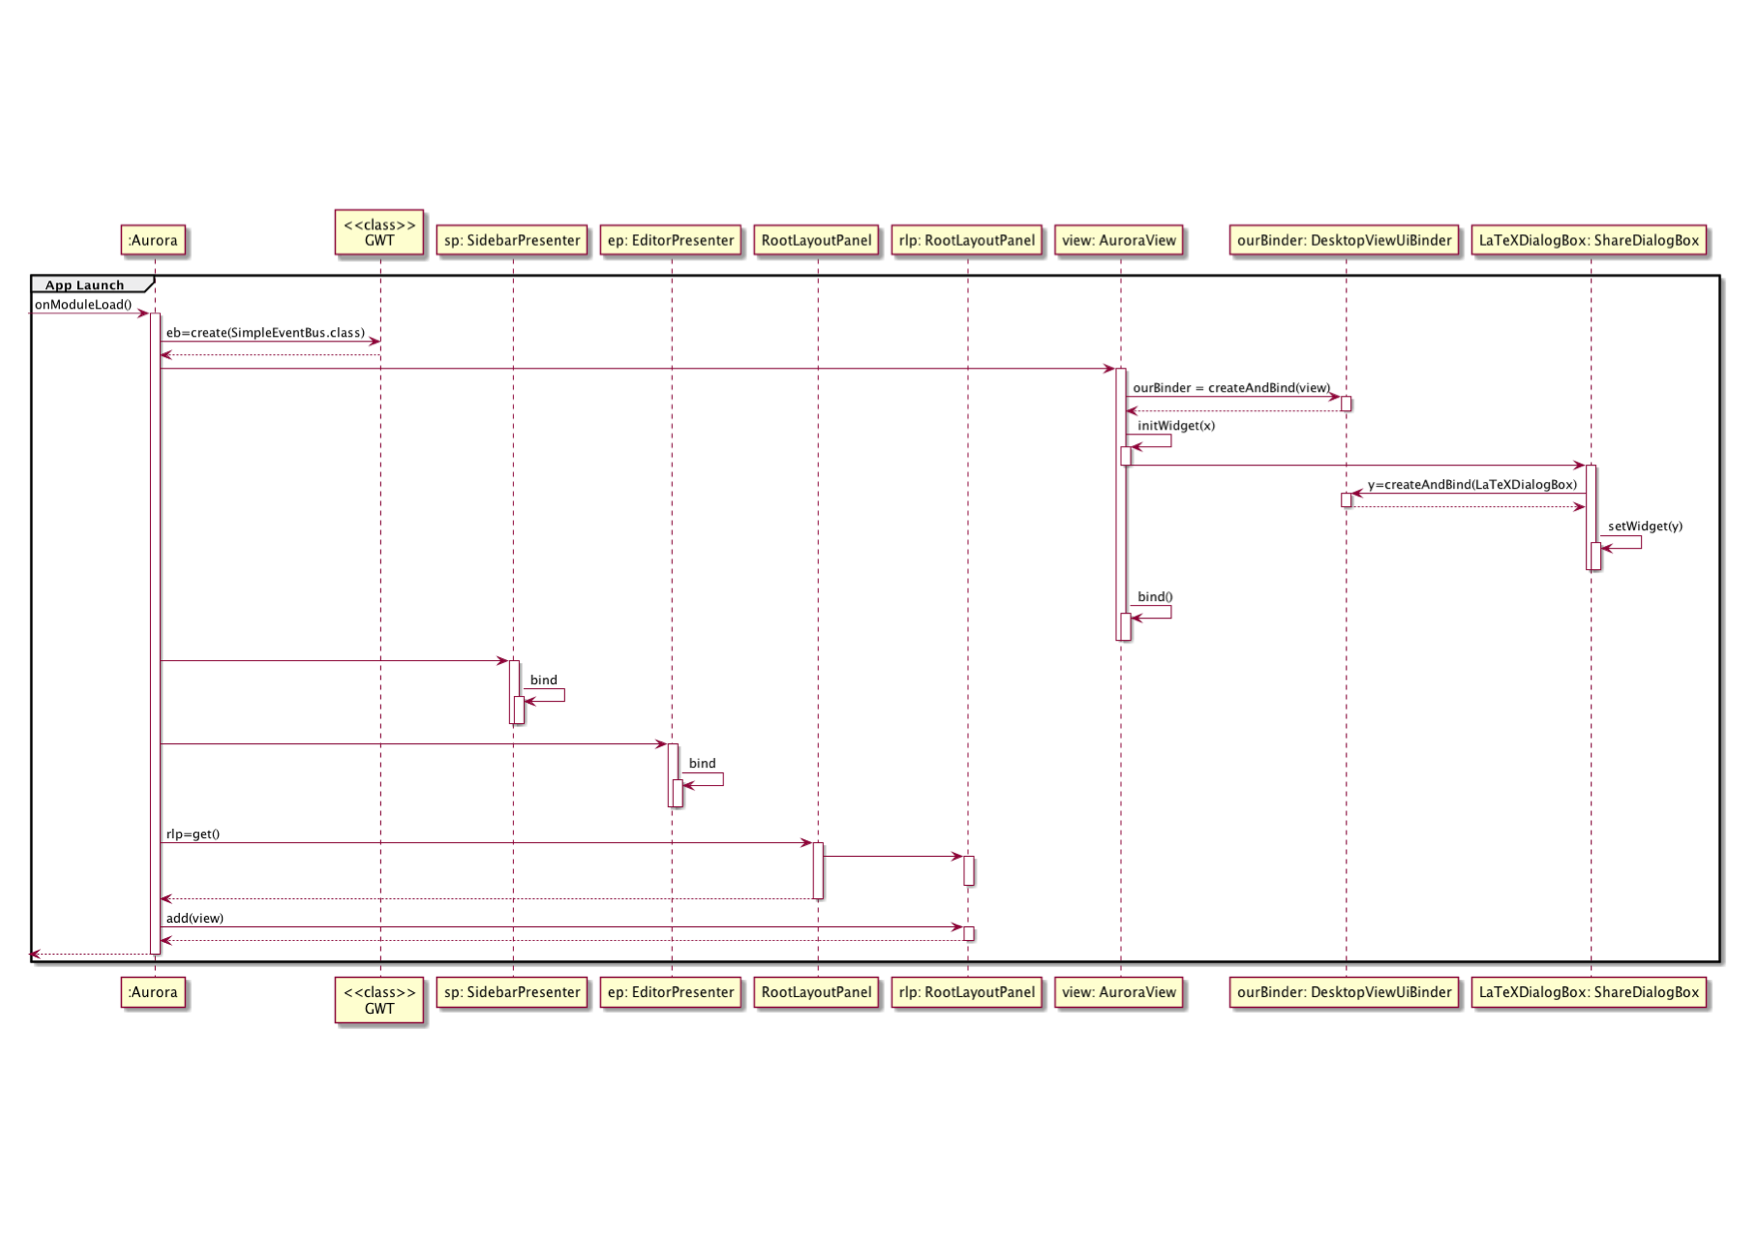 <<class>>
:Aurora
GWT
sp: SidebarPresenter
ep: EditorPresenter
RootLayoutPanel
rlp: RootLayoutPanel
view: AuroraView
ourBinder: DesktopViewUiBinder
LaTeXDialogBox: ShareDialogBox
App Launch
onModuleLoad()
eb=create(SimpleEventBus.class)
ourBinder = createAndBind(view)
initWidget(x)
y=createAndBind(LaTeXDialogBox)
setWidget(y)
bind()
bind
bind
rlp=get()
add(view)
:Aurora
<<class>>
GWT
sp: SidebarPresenter
ep: EditorPresenter
RootLayoutPanel
rlp: RootLayoutPanel
view: AuroraView
ourBinder: DesktopViewUiBinder
LaTeXDialogBox: ShareDialogBox